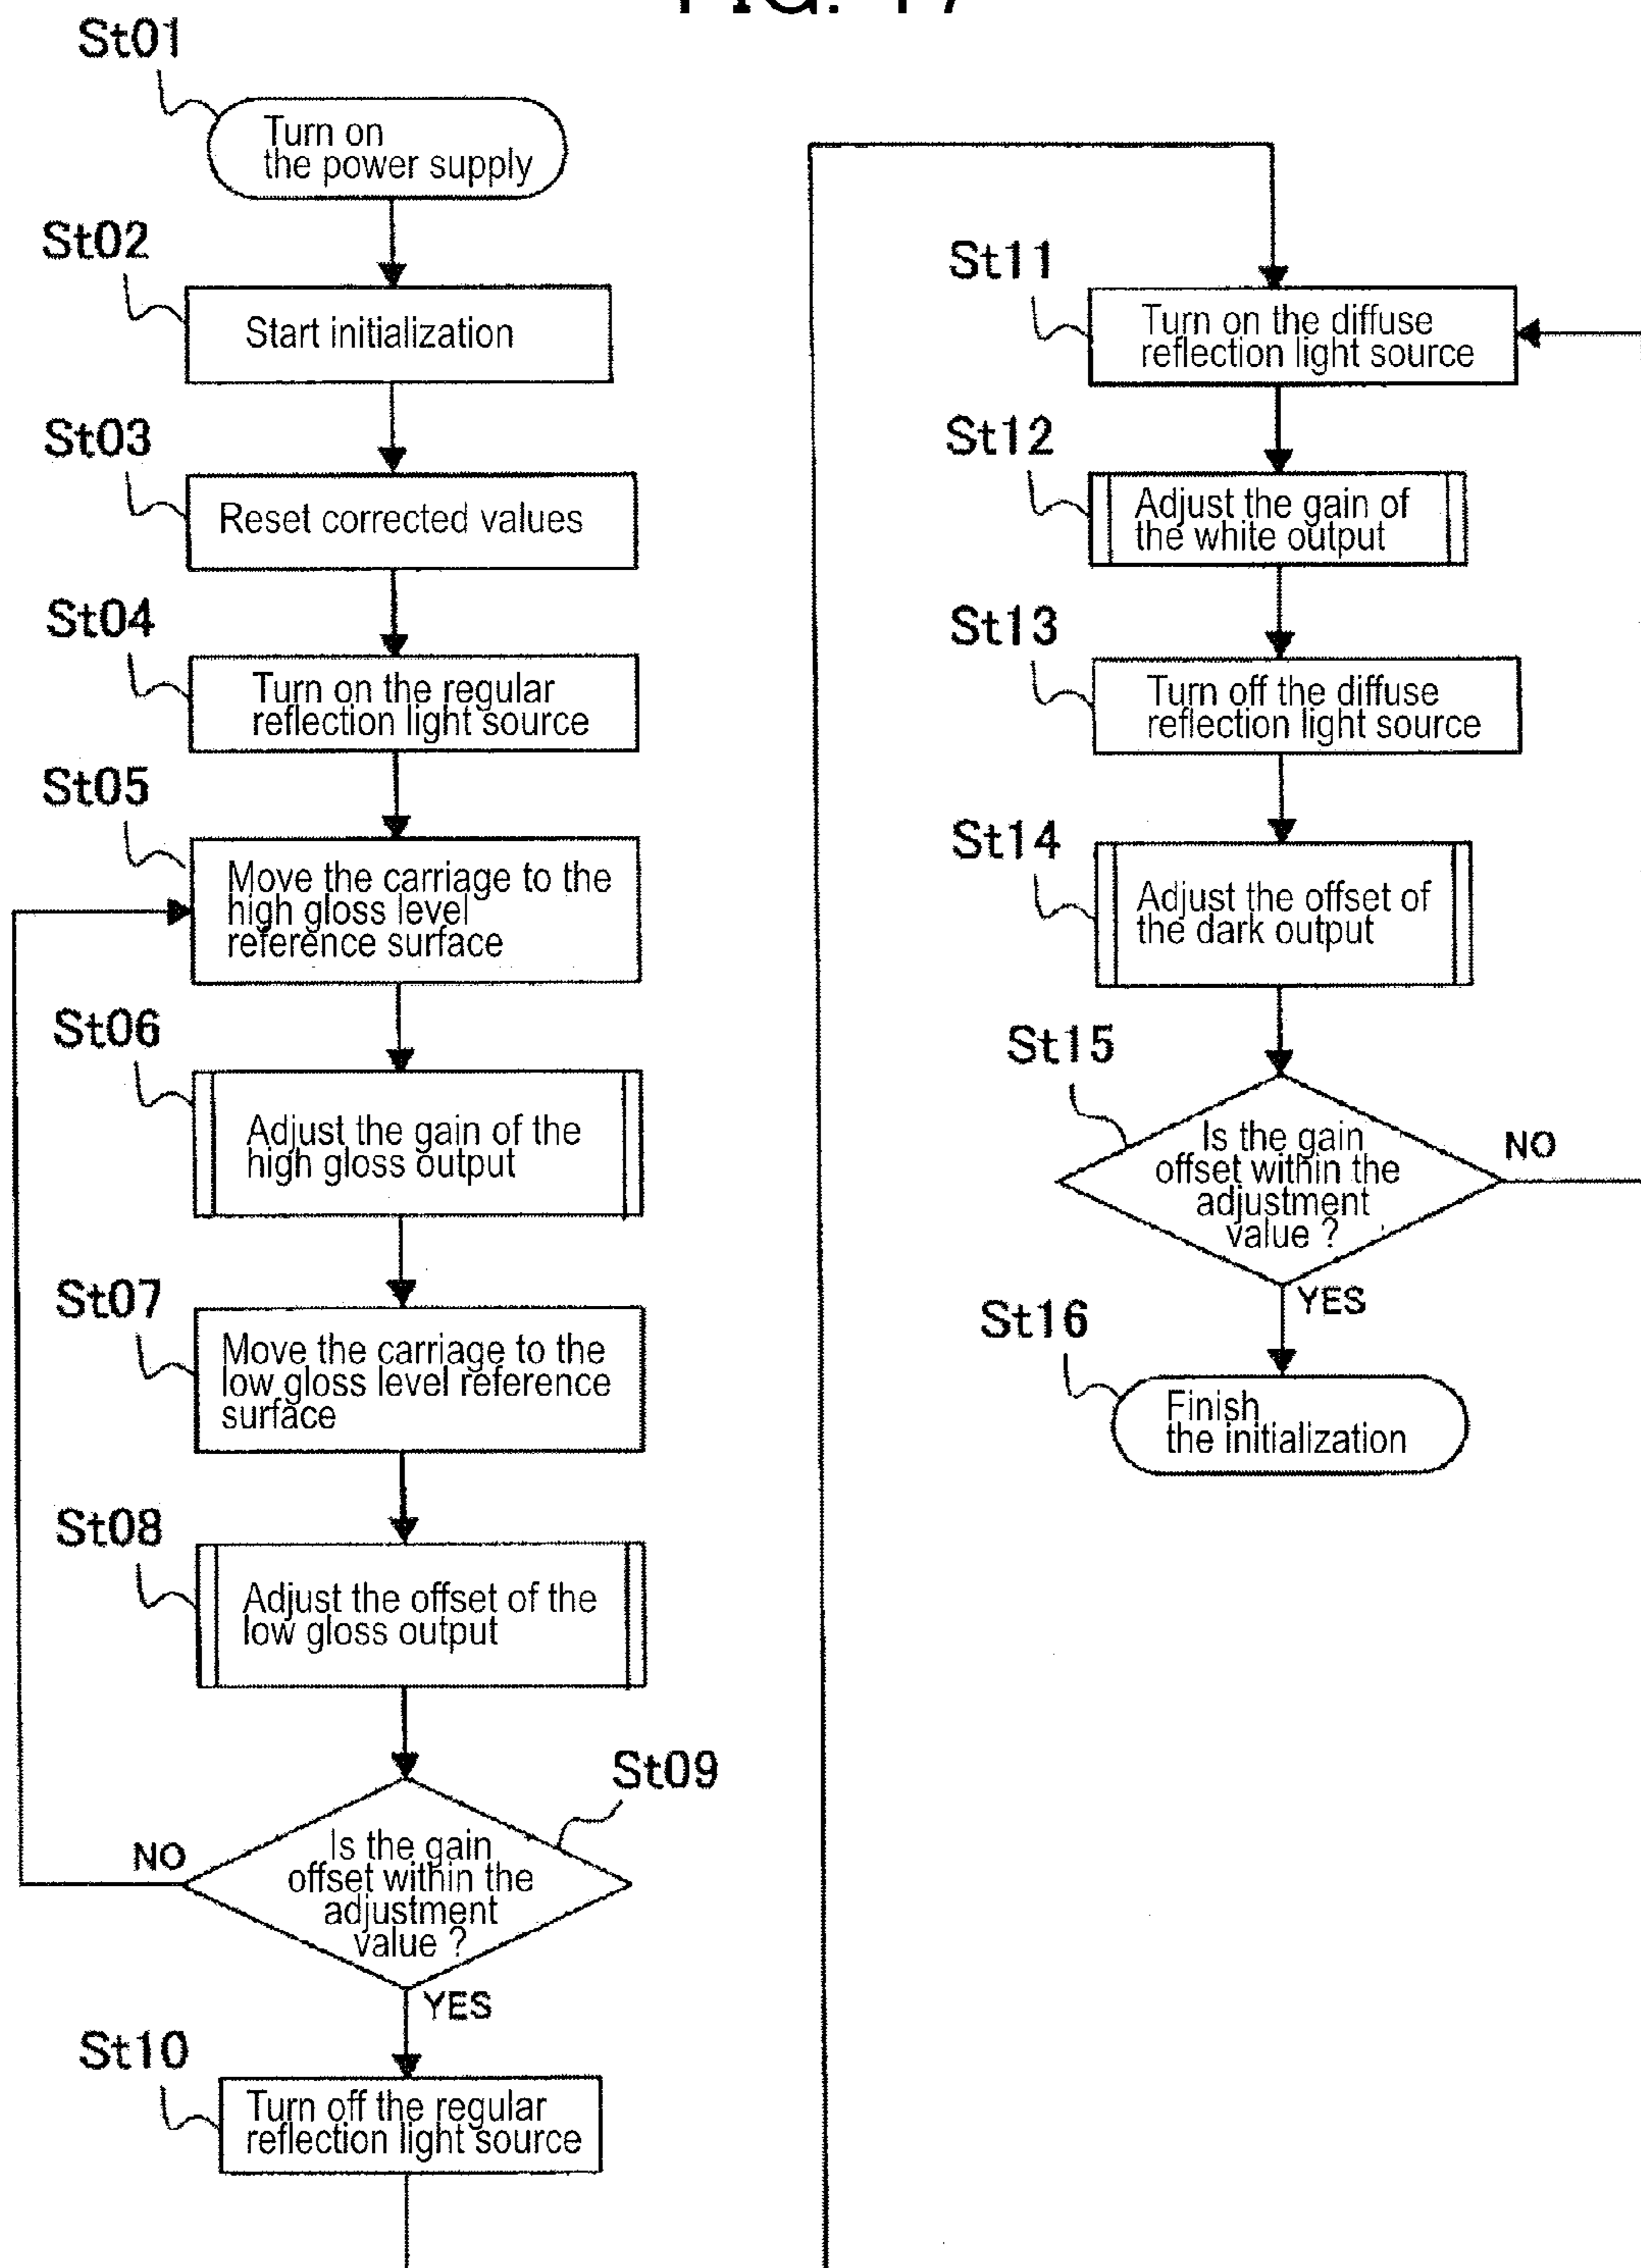 FIG. 17
St01
Turn on
the power supply
St02
Start initialization
St03
Reset corrected values
St04
Turn on the regular
reflection light source
St05
Move the carriage to the
high gloss level
reference surface
St06
Adjust the gain of the
high gloss output
St07
Move the carriage to the
low gloss level reference
surface
St08
Adjust the offset of the
low gloss output
St09
Is the gain
offset within the
adjustment
value ?
NO
YES
St10
Turn off the regular
reflection light source
St11
Turn on the diffuse
reflection light source
St12
Adjust the gain of
the white output
St13
Turn off the diffuse
reflection light source
St14
Adjust the offset of
the dark output
St15
Is the gain
offset within the
adjustment
value ?
NO
YES
St16
Finish
the initialization